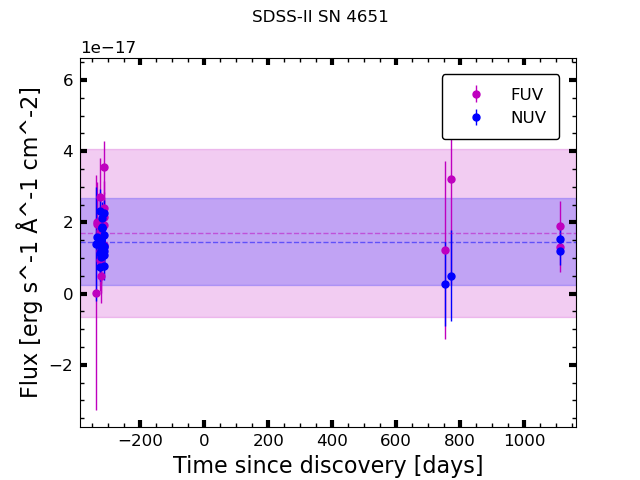 SDSS-II SN 4651
1e−17
FUV
NUV
6
4
2
0
−2
Flux [erg s^-1 Å^-1 cm^-2]
−200 0 200 400 600 800 1000
Time since discovery [days]